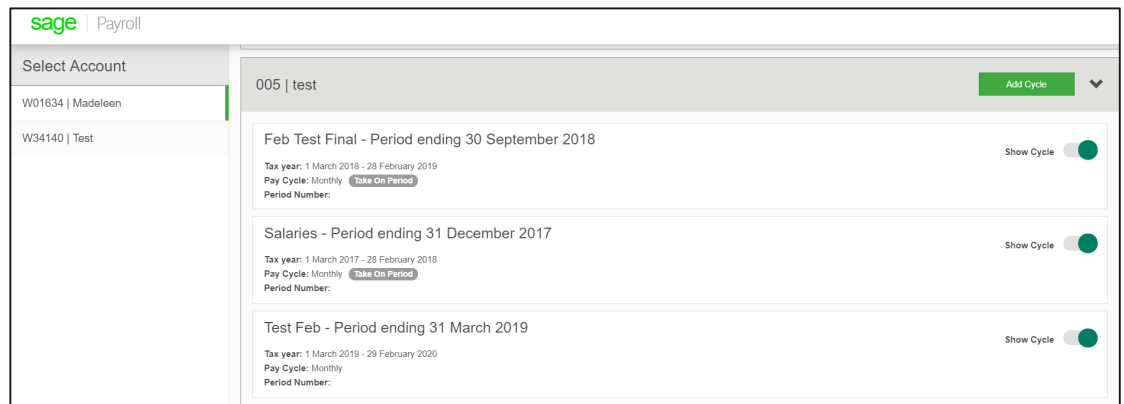 sage | Payroll
Select Account
W01634 | Madeleen
W34140 | Test
005 | test
Add Cycle
Feb Test Final - Period ending 30 September 2018
Show Cycle
Tax year: 1 March 2018 - 28 February 2019
Pay Cycle: Monthly Take On Period
Period Number:
Salaries - Period ending 31 December 2017
Show Cycle
Tax year: 1 March 2017 - 28 February 2018
Pay Cycle: Monthly Take On Period
Period Number:
Test Feb - Period ending 31 March 2019
Show Cycle
Tax year: 1 March 2019 - 29 February 2020
Pay Cycle: Monthly
Period Number: